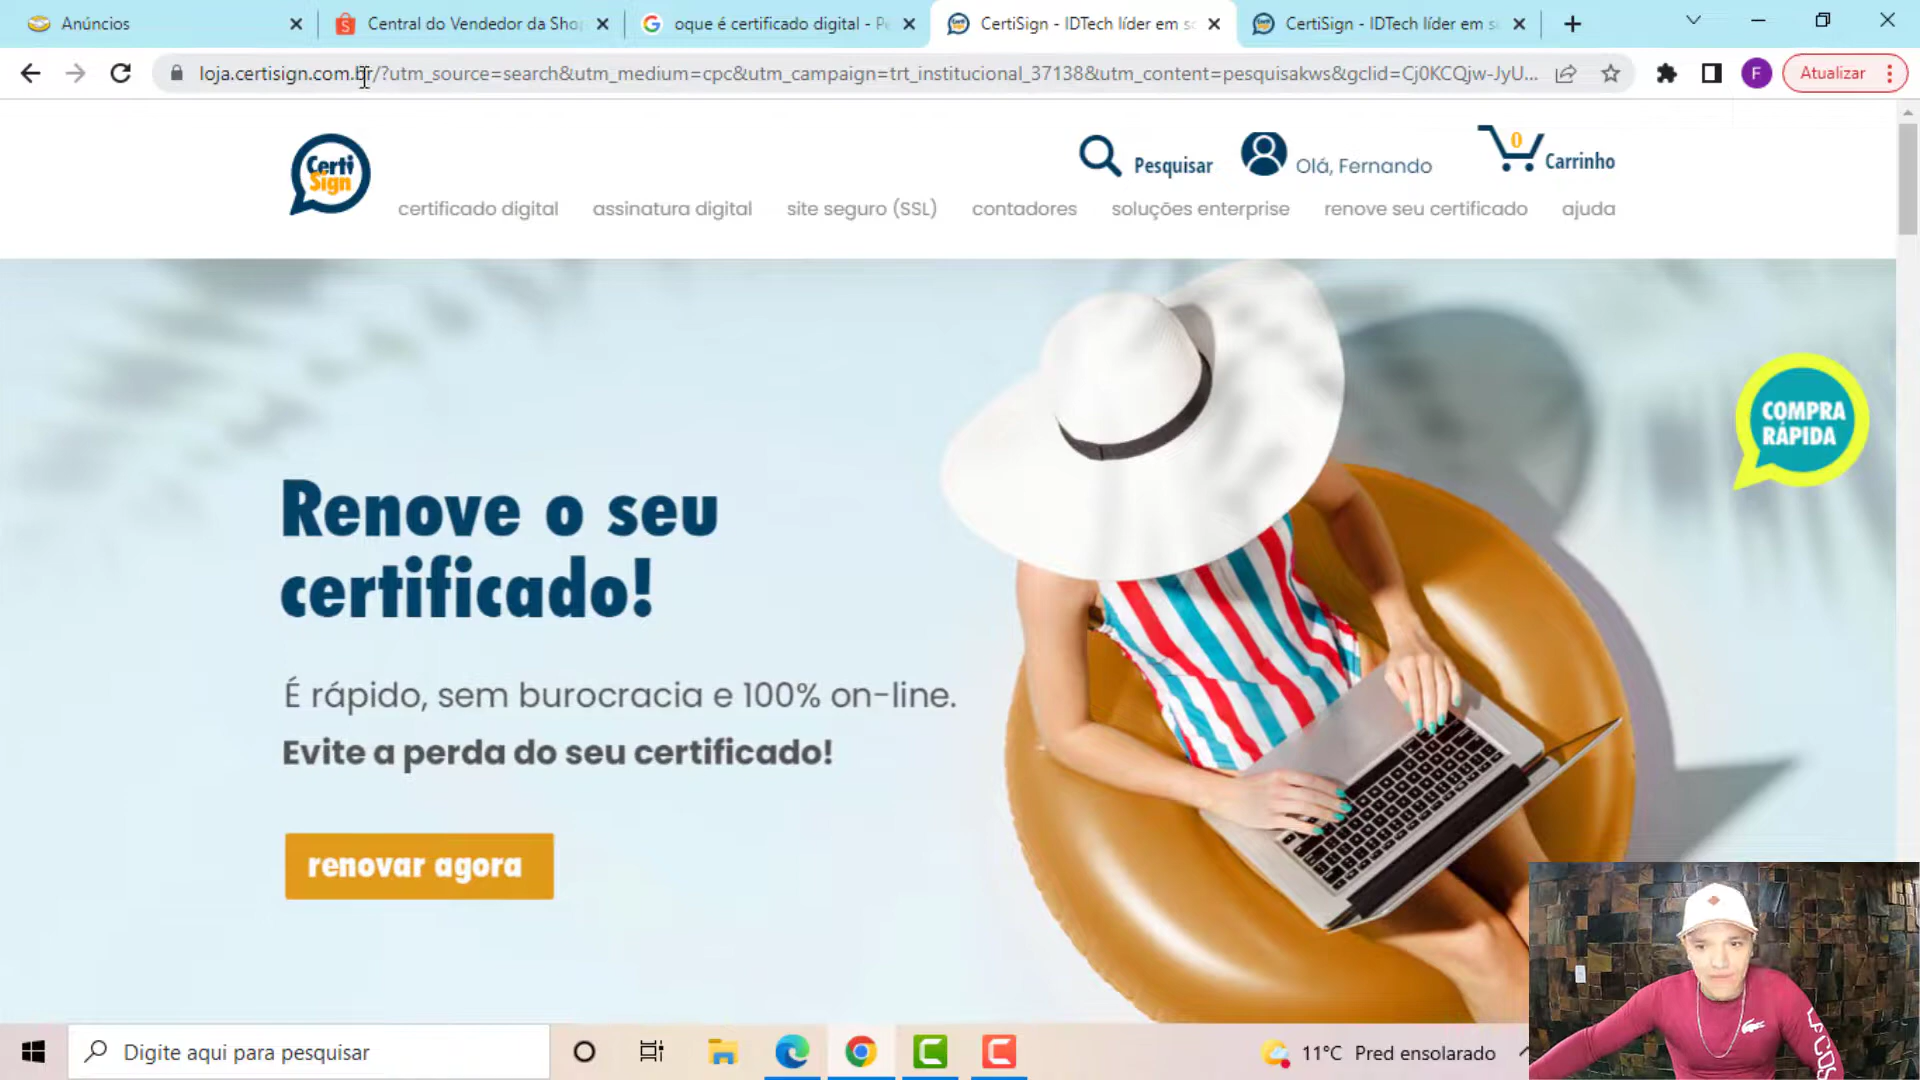 Anúncios
Central do Vendedor da Shop
oque é certificado digital - Pe
CertiSign - IDTech líder em so
CertiSign - IDTech líder em s
loja.certisign.com.br/?utm_source=search&utm_medium=cpc&utm_campaign=trt_institucional_37138&utm_content=pesquisakws&gclid=Cj0KCQjw-JyU...
F
Atualizar
Certi
Sign
Pesquisar
Olá, Fernando
0
Carrinho
certificado digital
assinatura digital
site seguro (SSL)
contadores
soluções enterprise
renove seu certificado
ajuda
COMPRA
RÁPIDA
Renove o seu
certificado!
É rápido, sem burocracia e 100% on-line.
Evite a perda do seu certificado!
renovar agora
Digite aqui para pesquisar
11°C Pred ensolarado